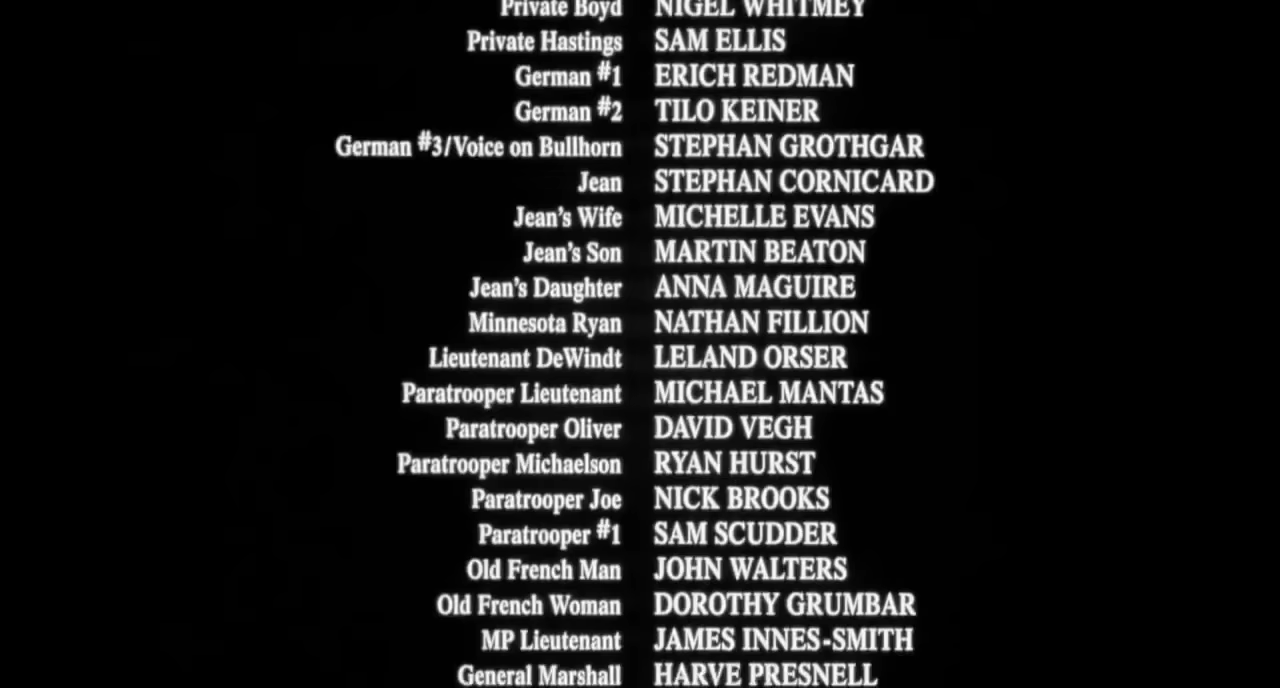 Private Boyd NIGEL WHITMEY
Private Hastings SAM ELLIS
German #1 ERICH REDMAN
German #2 TILO KEINER
German #3/Voice on Bullhorn STEPHAN GROTHGAR
Jean STEPHAN CORNICARD
Jean's Wife MICHELLE EVANS
Jean's Son MARTIN BEATON
Jean's Daughter ANNA MAGUIRE
Minnesota Ryan NATHAN FILLION
Lieutenant DeWindt LELAND ORSER
Paratrooper Lieutenant MICHAEL MANTAS
Paratrooper Oliver DAVID VEGH
Paratrooper Michaelson RYAN HURST
Paratrooper Joe NICK BROOKS
Paratrooper #1 SAM SCUDDER
Old French Man JOHN WALTERS
Old French Woman DOROTHY GRUMBAR
MP Lieutenant JAMES INNES-SMITH
General Marshall HARVE PRESNELL